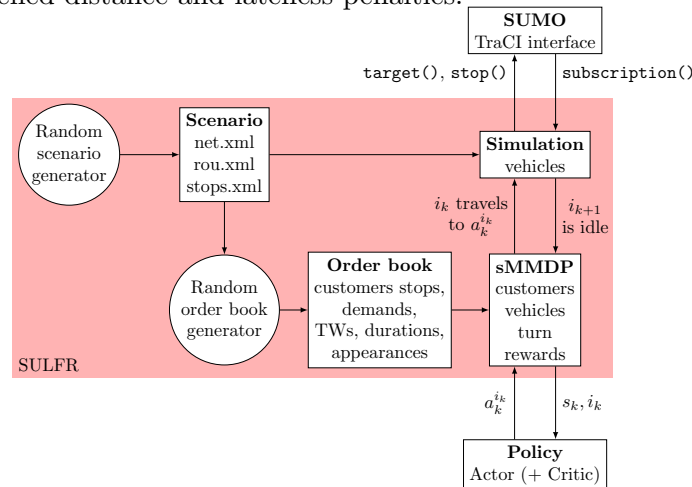 distance and lateness penalties.
SUMO
TraCI interface
target(), stop()
subscription()
Random
scenario
generator
Scenario
net.xml
rou.xml
stops.xml
Simulation
vehicles
i_k travels
to a_k^{i_k}
i_{k+1}
is idle
Random
order book
generator
Order book
customers stops,
demands,
TWs, durations,
appearances
sMMDP
customers
vehicles
turn
rewards
SULFR
a_k^{i_k}
s_k, i_k
Policy
Actor (+ Critic)